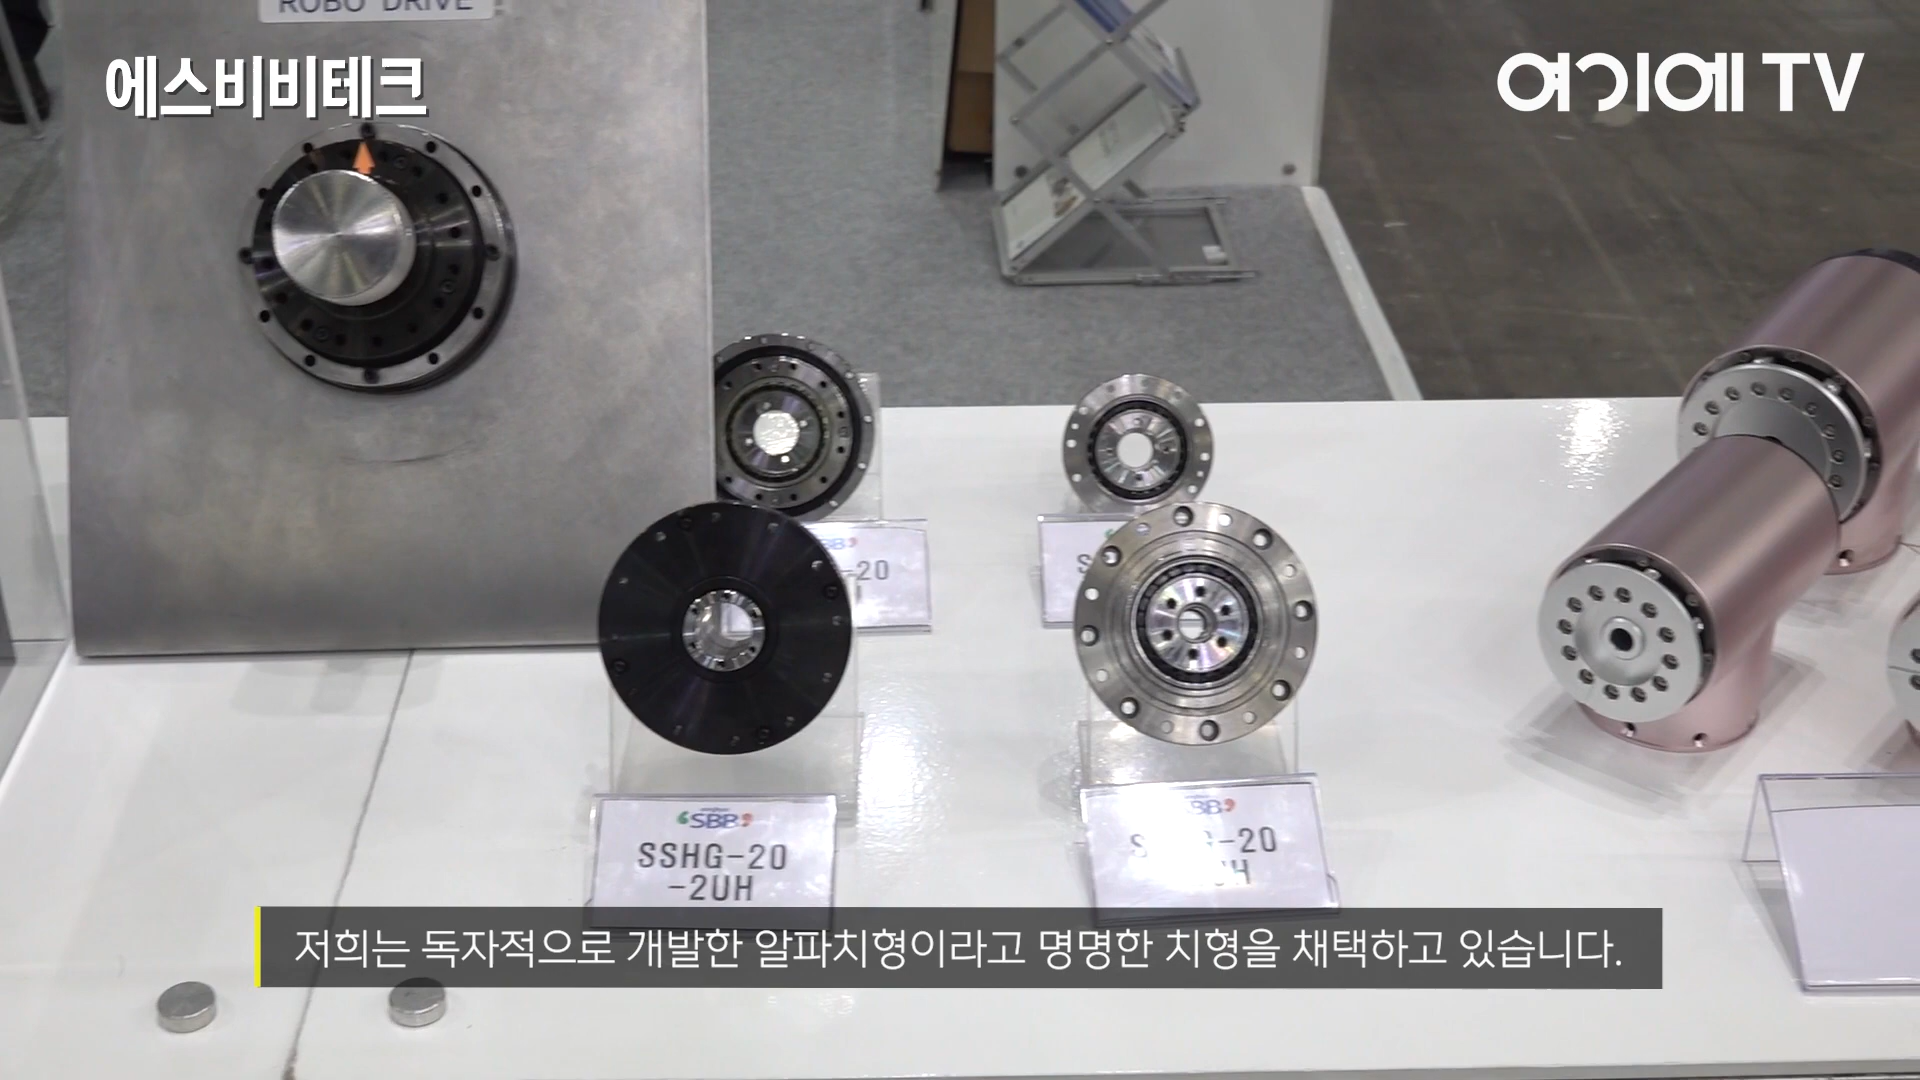 ROBO DRIVE
에스비비테크
여기예 TV
SBB
-20
SBB
SSHG-20
-2UH
SBB
-20
저희는 독자적으로 개발한 알파치형이라고 명명한 치형을 채택하고 있습니다.